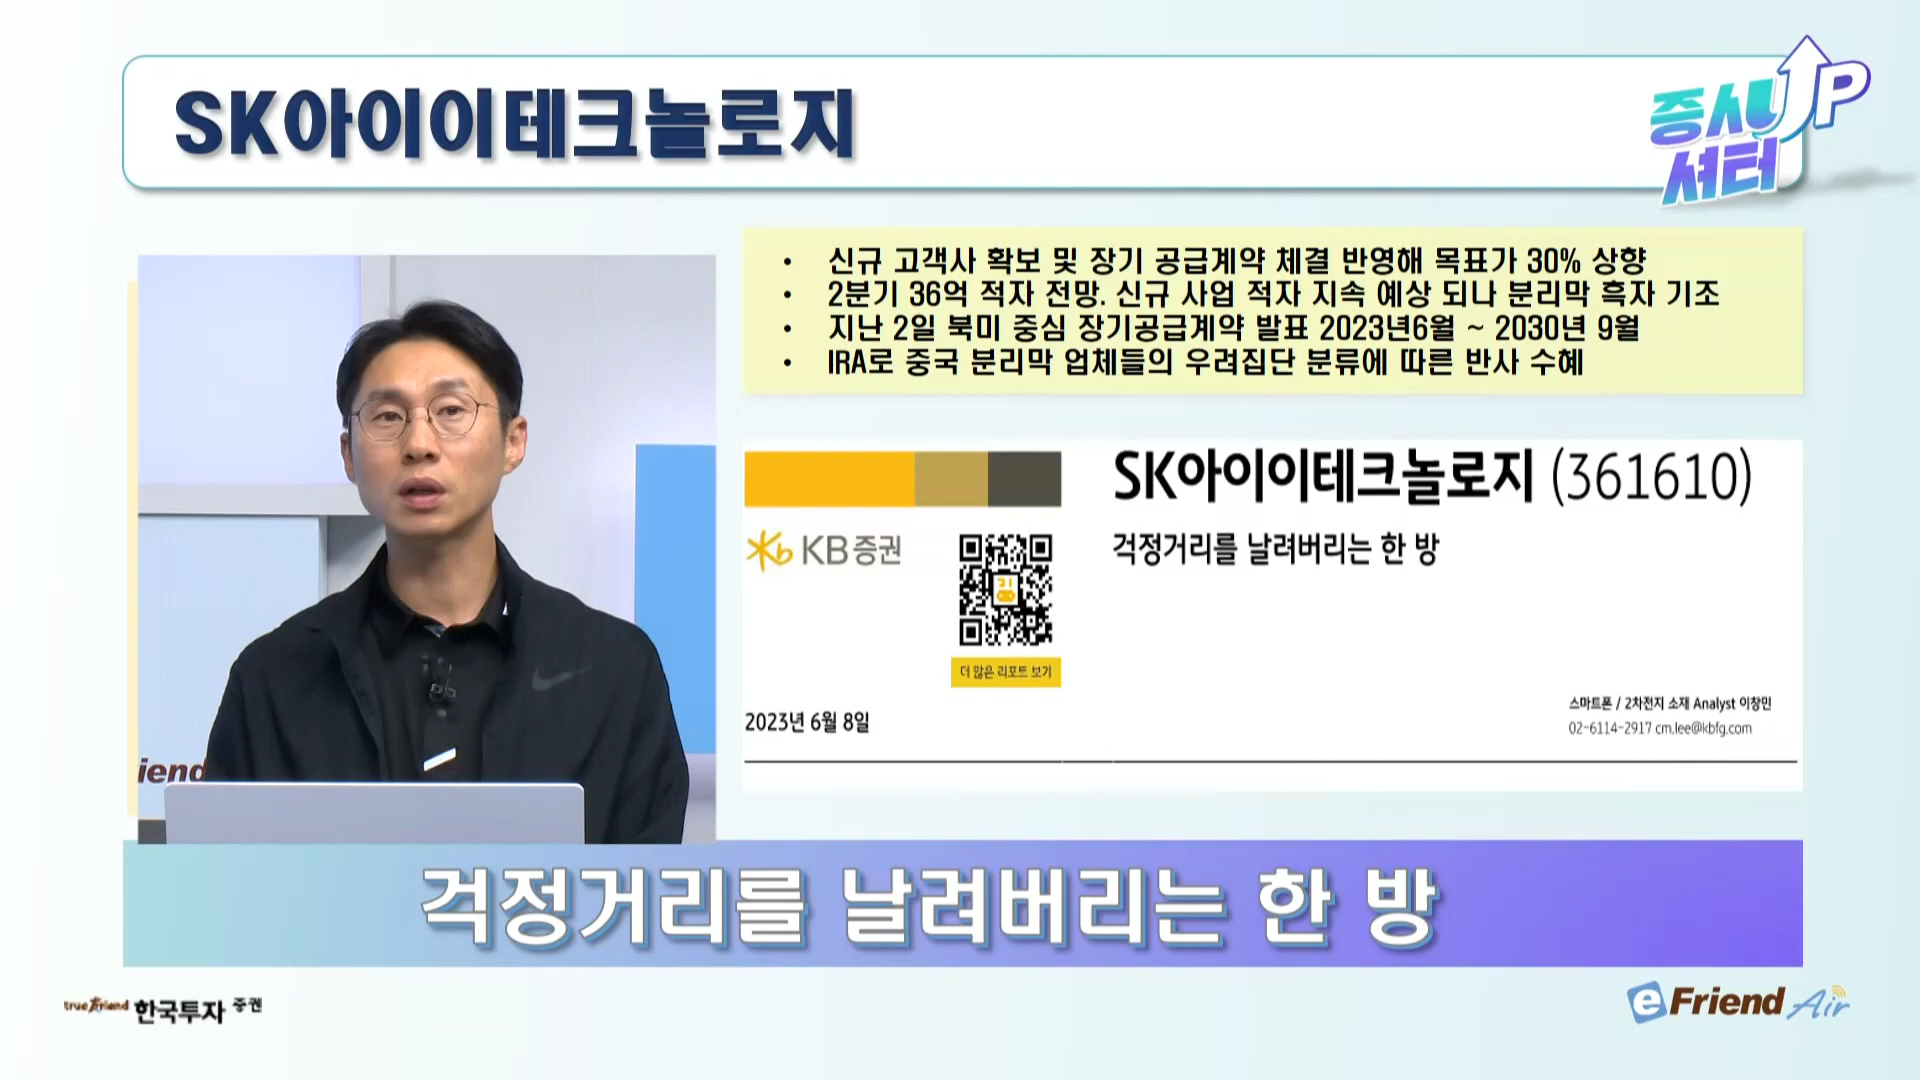 SK아이이테크놀로지
증시 UP
셔터
• 신규 고객사 확보 및 장기 공급계약 체결 반영해 목표가 30% 상향
• 2분기 36억 적자 전망. 신규 사업 적자 지속 예상 되나 분리막 흑자 기조
• 지난 2일 북미 중심 장기공급계약 발표 2023년6월 ~ 2030년 9월
• IRA로 중국 분리막 업체들의 우려집단 분류에 따른 반사 수혜
SK아이이테크놀로지 (361610)
걱정거리를 날려버리는 한 방
KB증권
더 많은 리포트 보기
2023년 6월 8일
스마트폰 / 2차전지 소재 Analyst 이창민
02-6114-2917 cm.lee@kbfg.com
iend
걱정거리를 날려버리는 한 방
true Friend 한국투자증권
eFriend Air